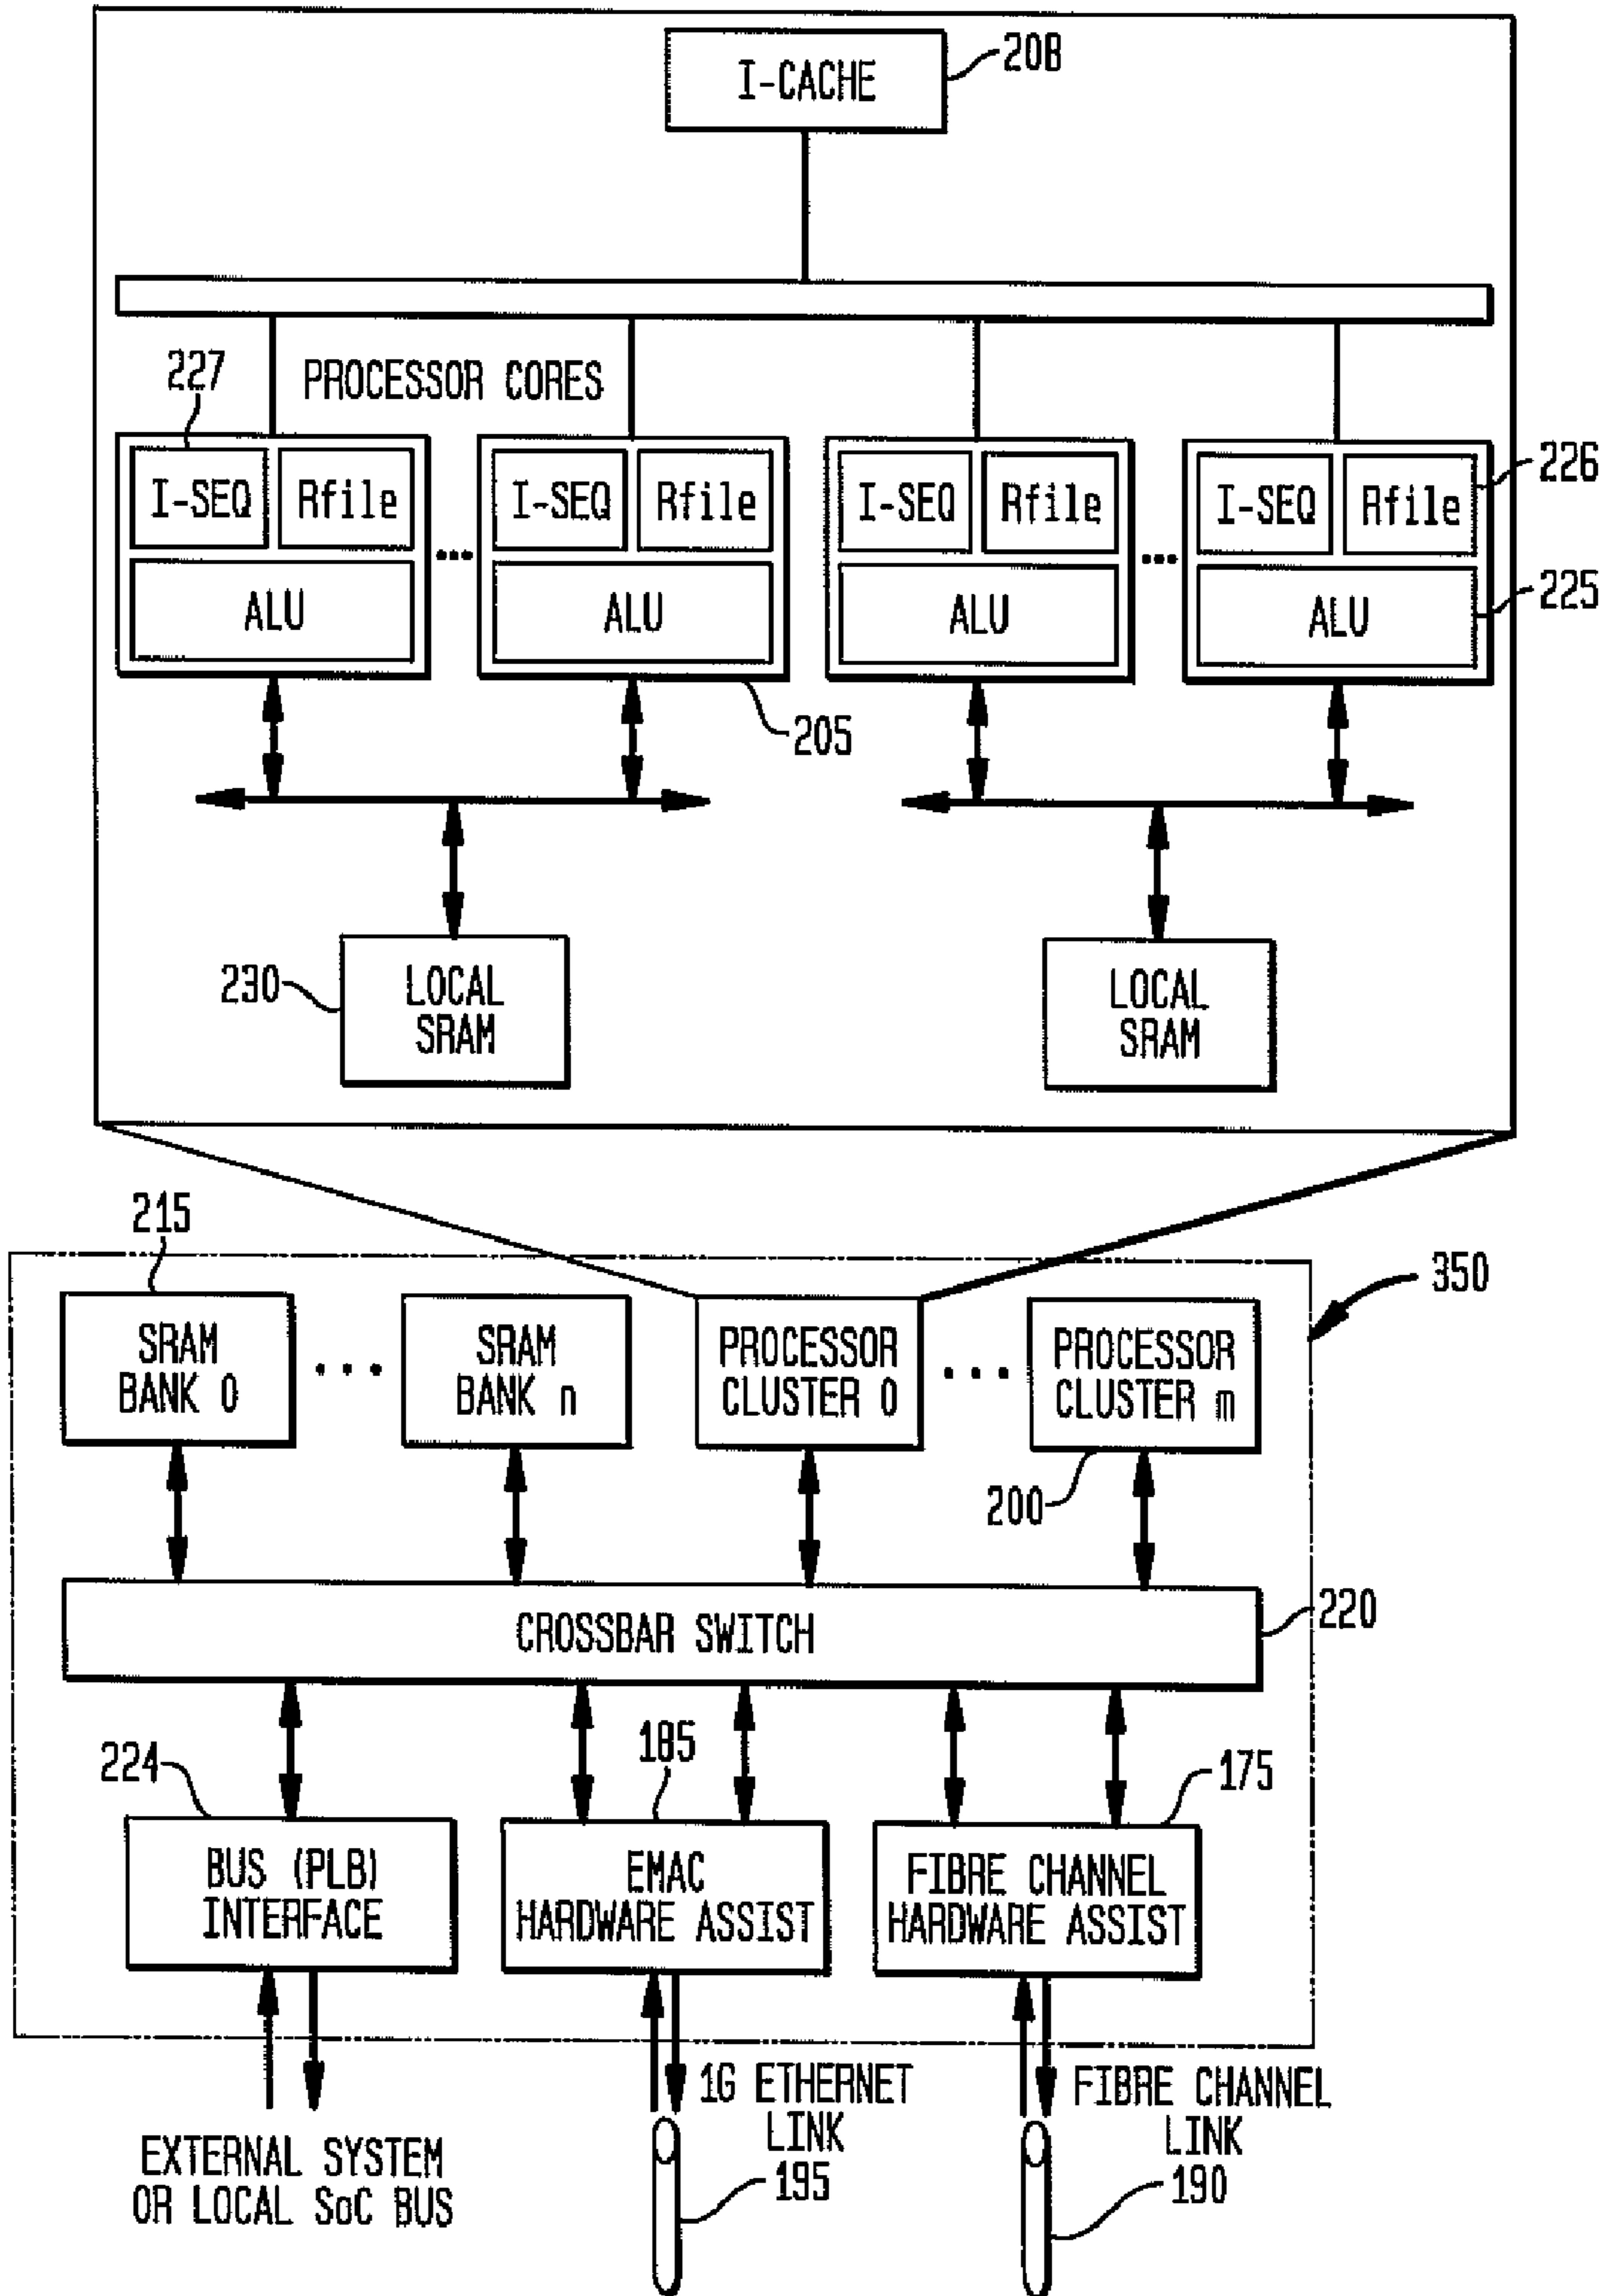 I-CACHE
208
PROCESSOR CORES
227
I-SEQ
Rfile
ALU
...
I-SEQ
Rfile
ALU
205
I-SEQ
Rfile
ALU
...
I-SEQ
Rfile
226
ALU
225
230
LOCAL
SRAM
LOCAL
SRAM
215
350
SRAM
BANK 0
...
SRAM
BANK n
PROCESSOR
CLUSTER 0
...
PROCESSOR
CLUSTER m
200
CROSSBAR SWITCH
220
224
185
175
BUS (PLB)
INTERFACE
EMAC
HARDWARE ASSIST
FIBRE CHANNEL
HARDWARE ASSIST
EXTERNAL SYSTEM
OR LOCAL SoC BUS
1G ETHERNET
LINK
195
FIBRE CHANNEL
LINK
190